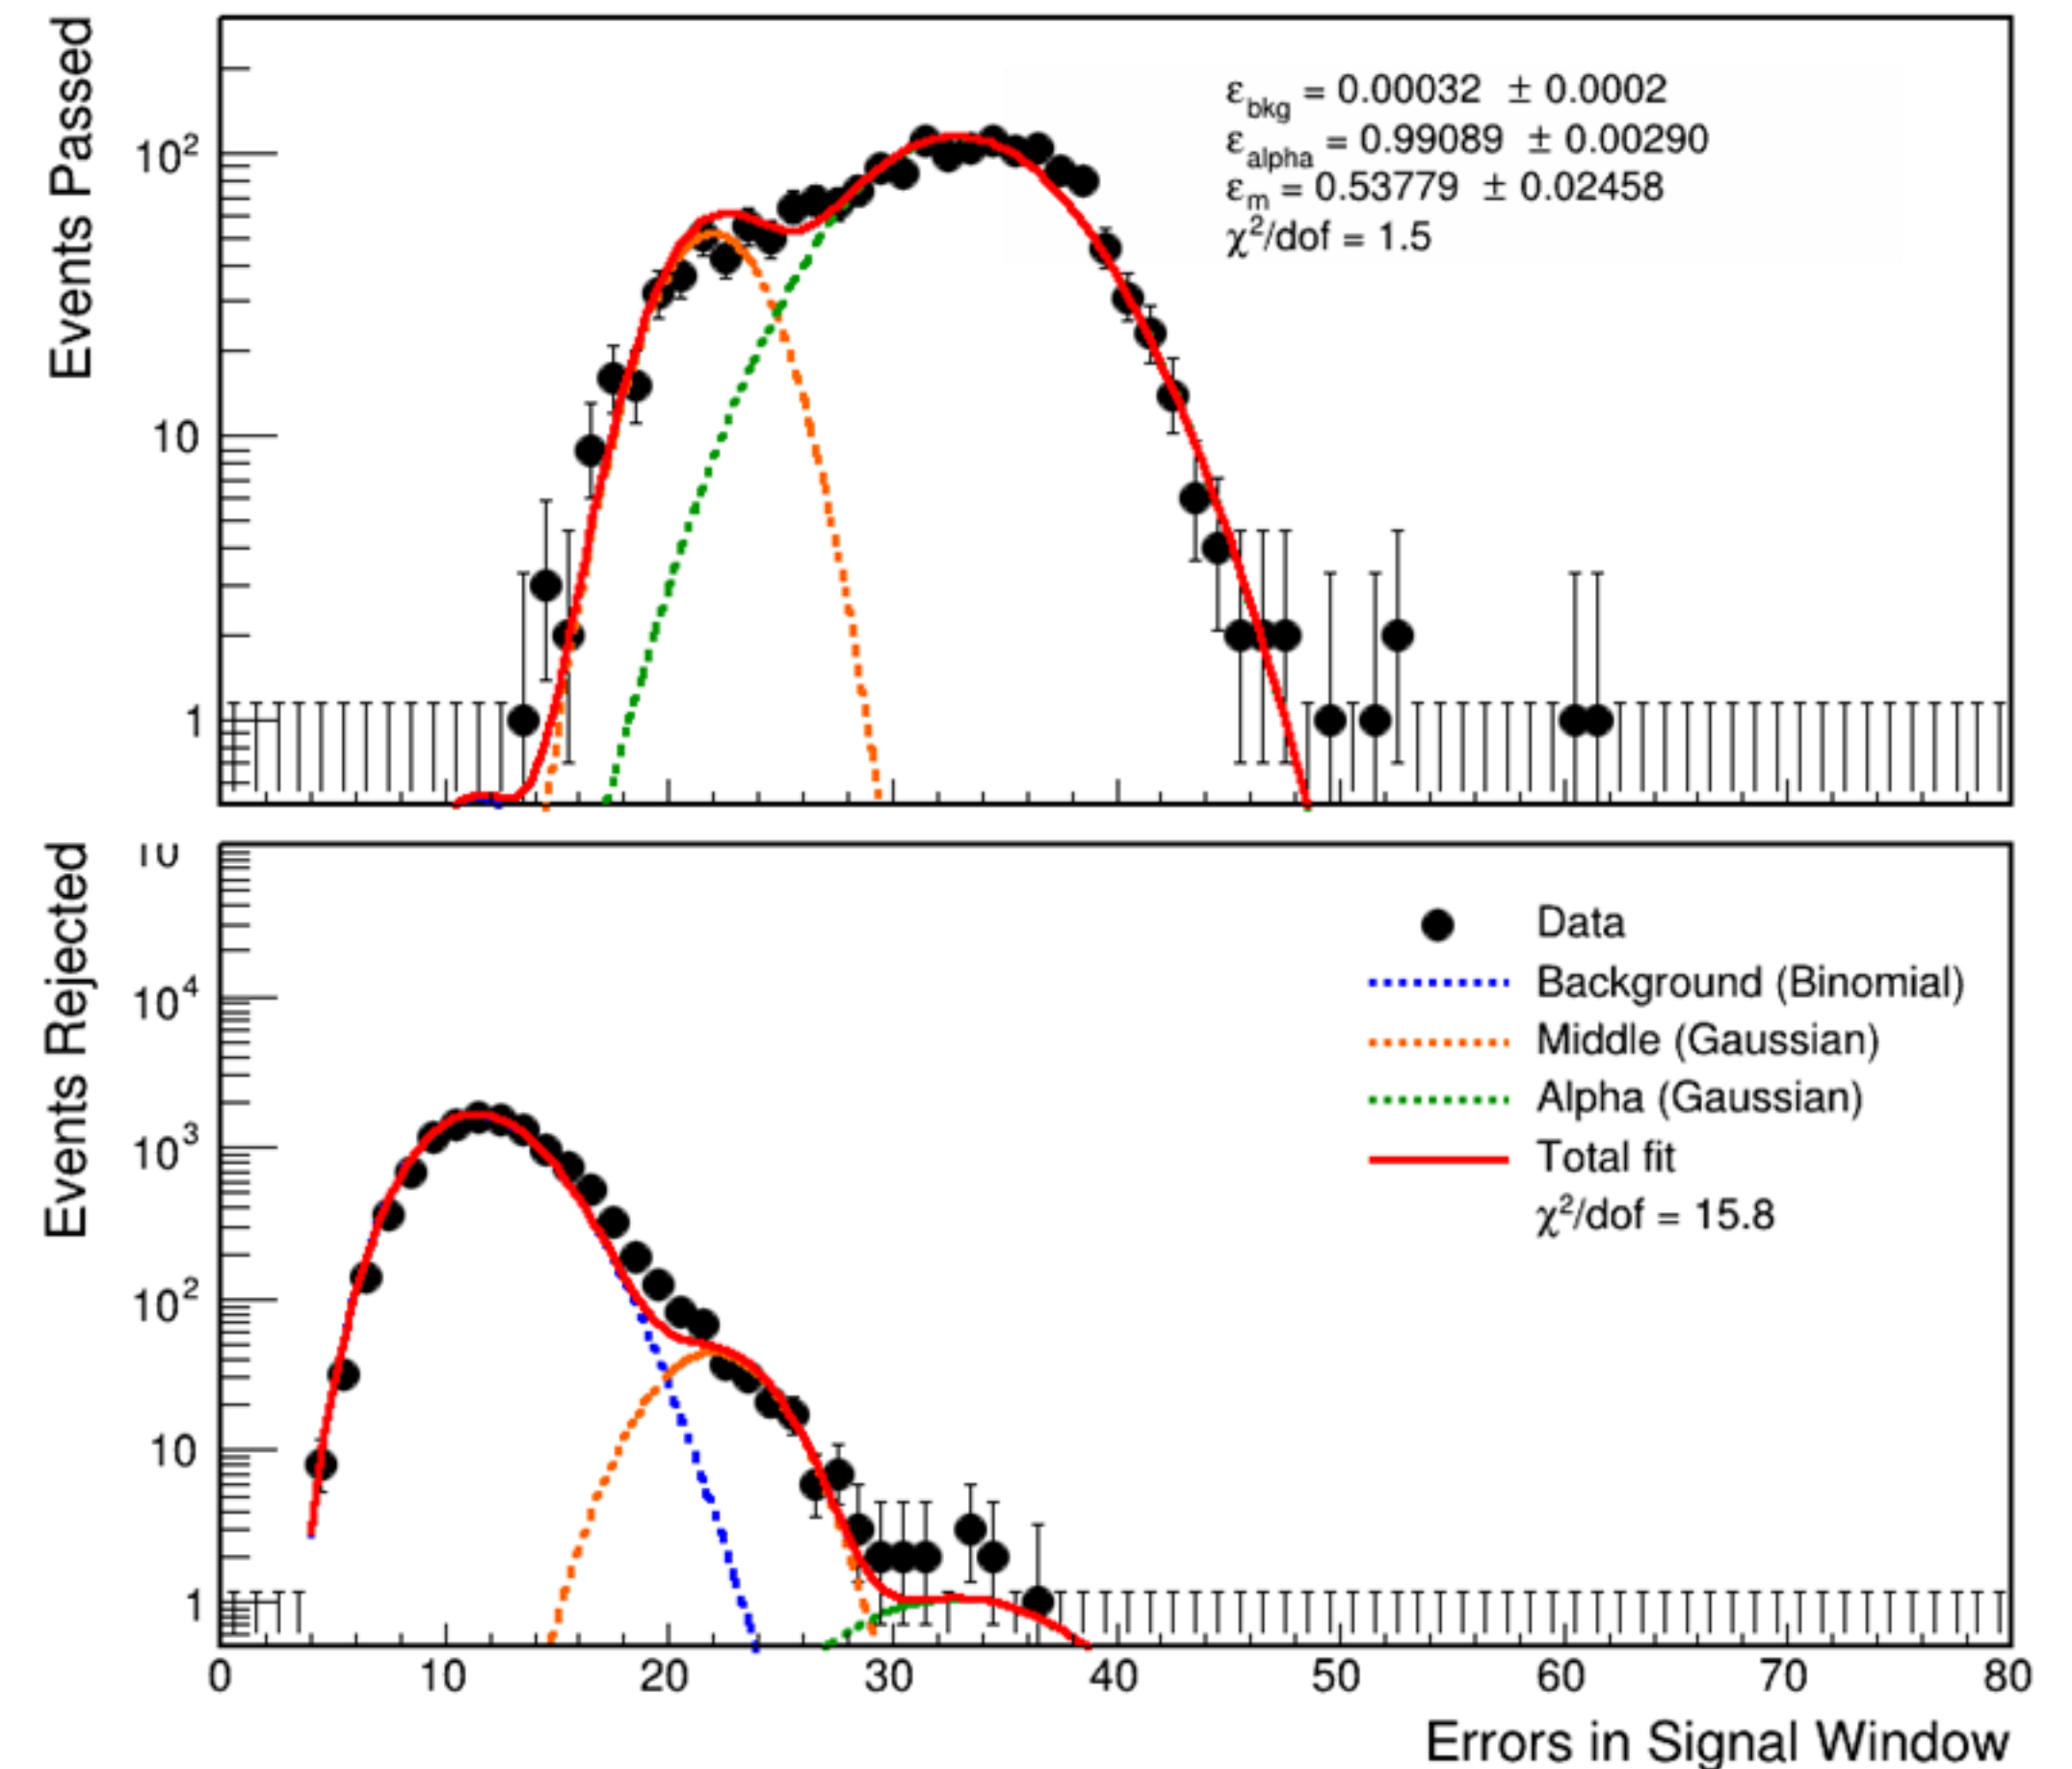 Events Passed
10²
10
1
ε_bkg = 0.00032 ± 0.0002
ε_alpha = 0.99089 ± 0.00290
ε_m = 0.53779 ± 0.02458
χ²/dof = 1.5
Events Rejected
10
10⁴
10³
10²
10
1
Data
Background (Binomial)
Middle (Gaussian)
Alpha (Gaussian)
Total fit
χ²/dof = 15.8
0 10 20 30 40 50 60 70 80
Errors in Signal Window